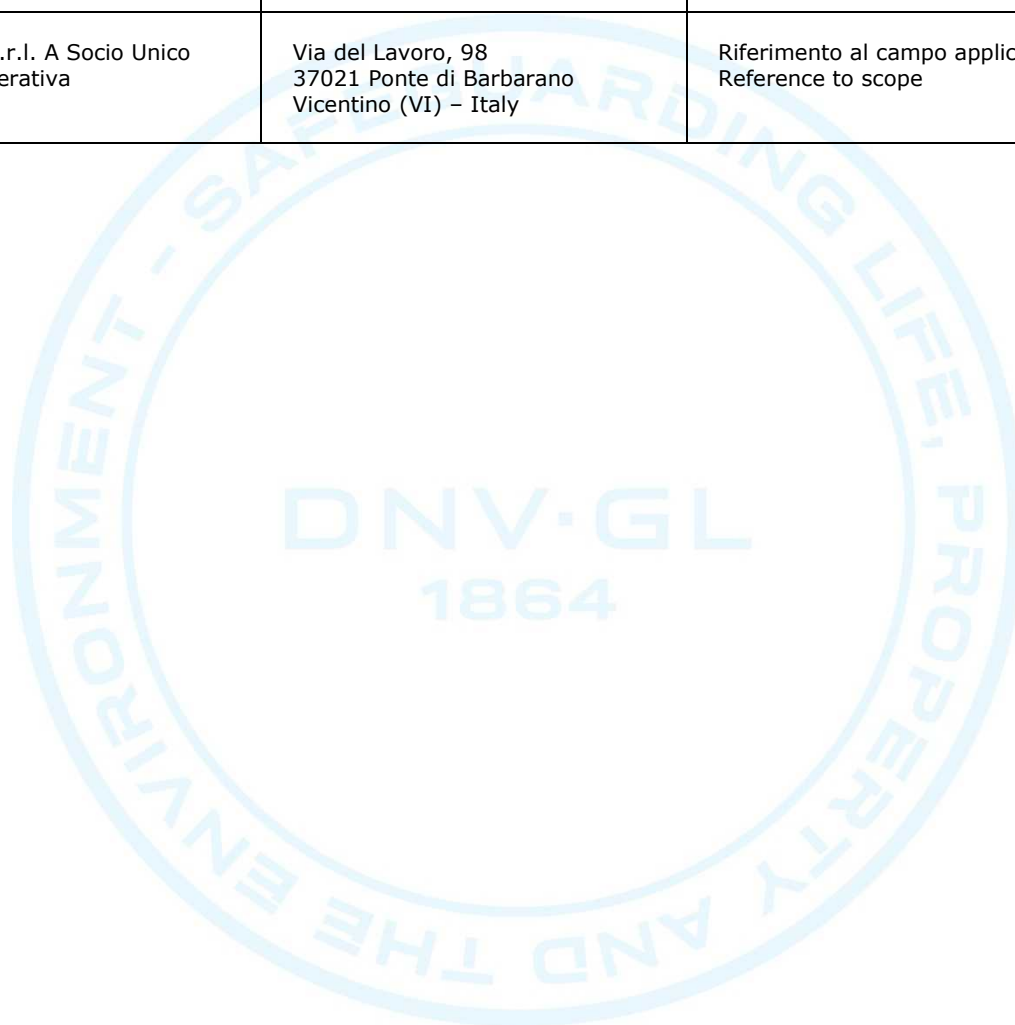 .r.l. A Socio Unico
erativa
Via del Lavoro, 98
37021 Ponte di Barbarano
Vicentino (VI) – Italy
Riferimento al campo applic
Reference to scope
SAFEGUARDING LIFE, PROPERTY AND THE ENVIRONMENT -
DNV·GL
1864